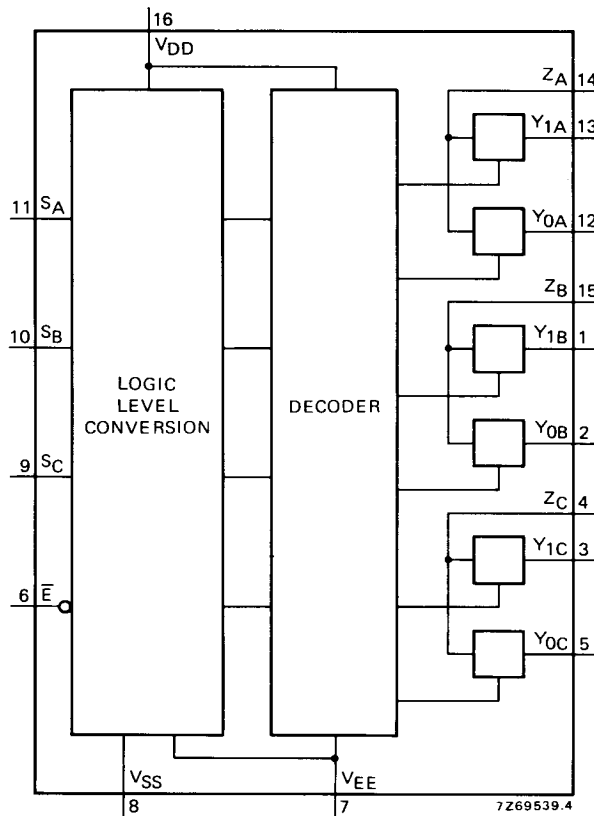 16
VDD
ZA 14
Y1A 13
11 SA
Y0A 12
ZB 15
10 SB
Y1B 1
LOGIC
LEVEL
CONVERSION
DECODER
Y0B 2
9 SC
ZC 4
Y1C 3
6 E̅
Y0C 5
VSS
VEE
8
7
7Z69539.4